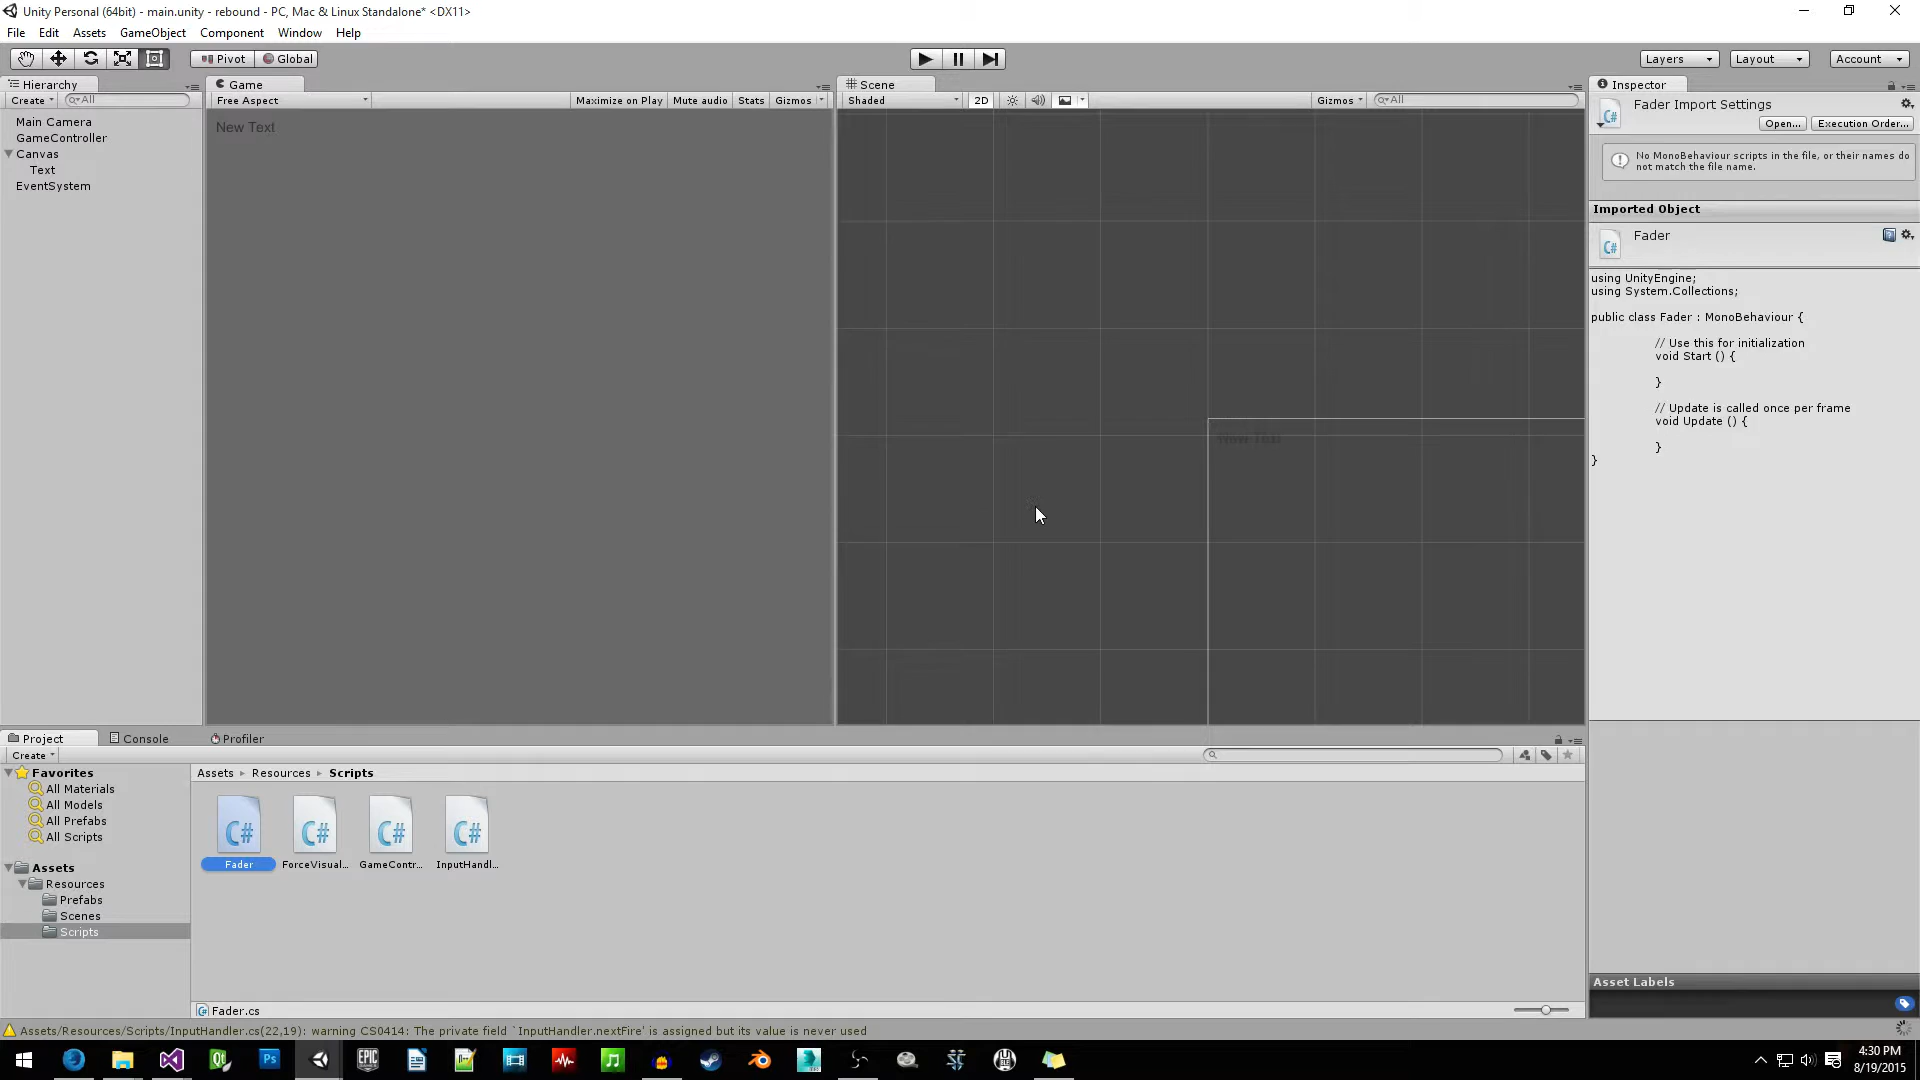 Unity Personal (64bit) - main.unity - rebound - PC, Mac & Linux Standalone* <DX11>
File Edit Assets GameObject Component Window Help
Pivot Global Layers Layout Account
Hierarchy Game Scene Inspector
Create All Free Aspect Maximize on Play Mute audio Stats Gizmos Shaded 2D Gizmos All
Fader Import Settings
Open... Execution Order...
Main Camera
GameController
Canvas
Text
EventSystem
New Text
New Text
No MonoBehaviour scripts in the file, or their names do
not match the file name.
Imported Object
C#
Fader
using UnityEngine;
using System.Collections;
public class Fader : MonoBehaviour {
// Use this for initialization
void Start () {
}
// Update is called once per frame
void Update () {
}
}
Project Console Profiler
Create
Favorites
All Materials
All Models
All Prefabs
All Scripts
Assets
Resources
Prefabs
Scenes
Scripts
Assets Resources Scripts
C# C# C# C#
Fader ForceVisual... GameContr... InputHandl...
Fader.cs
Asset Labels
Assets/Resources/Scripts/InputHandler.cs(22,19): warning CS0414: The private field `InputHandler.nextFire' is assigned but its value is never used
4:30 PM
8/19/2015